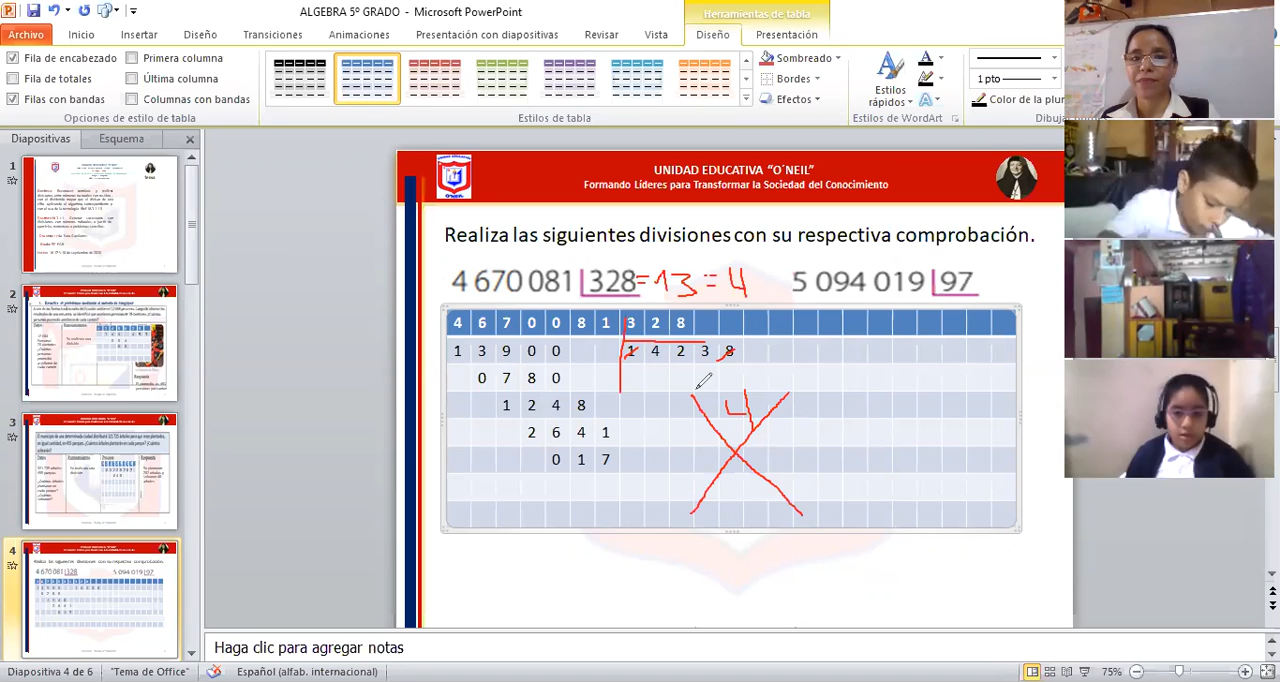 ALGEBRA 5º GRADO - Microsoft PowerPoint
Herramientas de tabla
Archivo Inicio Insertar Diseño Transiciones Animaciones Presentación con diapositivas Revisar Vista Diseño Presentación
Fila de encabezado Primera columna
Fila de totales Última columna
Filas con bandas Columnas con bandas
Opciones de estilo de tabla
Estilos de tabla
Sombreado
Bordes
Efectos
Estilos rápidos
Estilos de WordArt
1 pto
Color de la plu
Dibuja
Diapositivas Esquema
1
2
3
4
UNIDAD EDUCATIVA "O´NEIL"
Formando Líderes para Transformar la Sociedad del Conocimiento
Realiza las siguientes divisiones con su respectiva comprobación.
4 670 081 328 =13=4 5 094 019 97
4 6 7 0 0 8 1 3 2 8
1 3 9 0 0 1 4 2 3 8
0 7 8 0
1 2 4 8 4
2 6 4 1
0 1 7
Haga clic para agregar notas
Diapositiva 4 de 6 "Tema de Office" Español (alfab. internacional) 75%